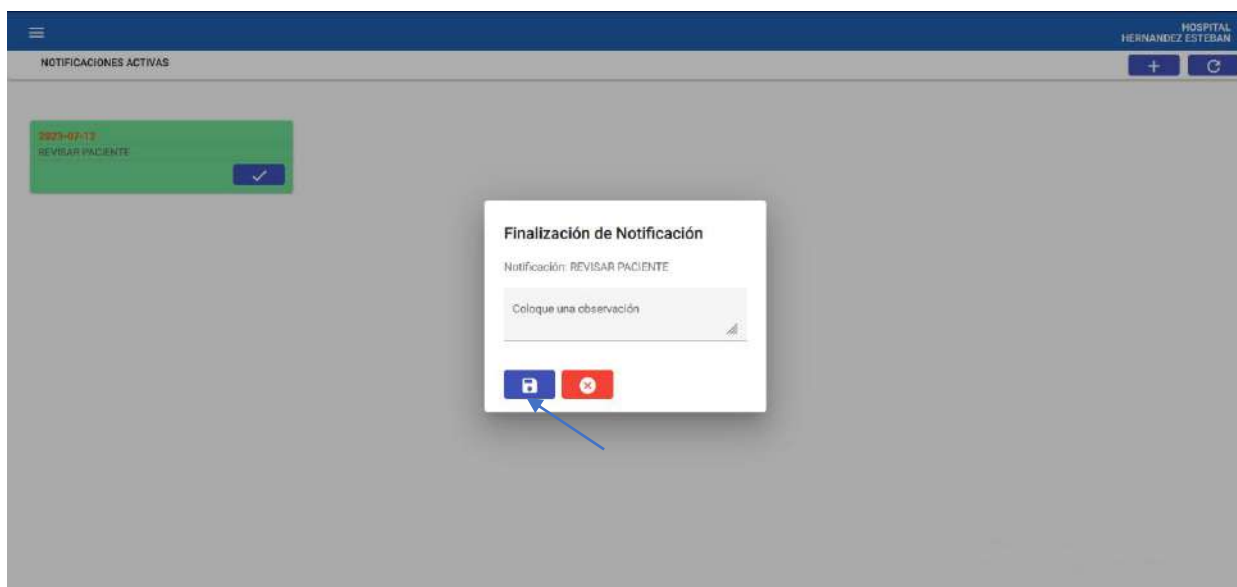 HOSPITAL
HERNANDEZ ESTEBAN
NOTIFICACIONES ACTIVAS
2023-07-12
REVISAR PACIENTE
Finalización de Notificación
Notificación: REVISAR PACIENTE
Coloque una observación